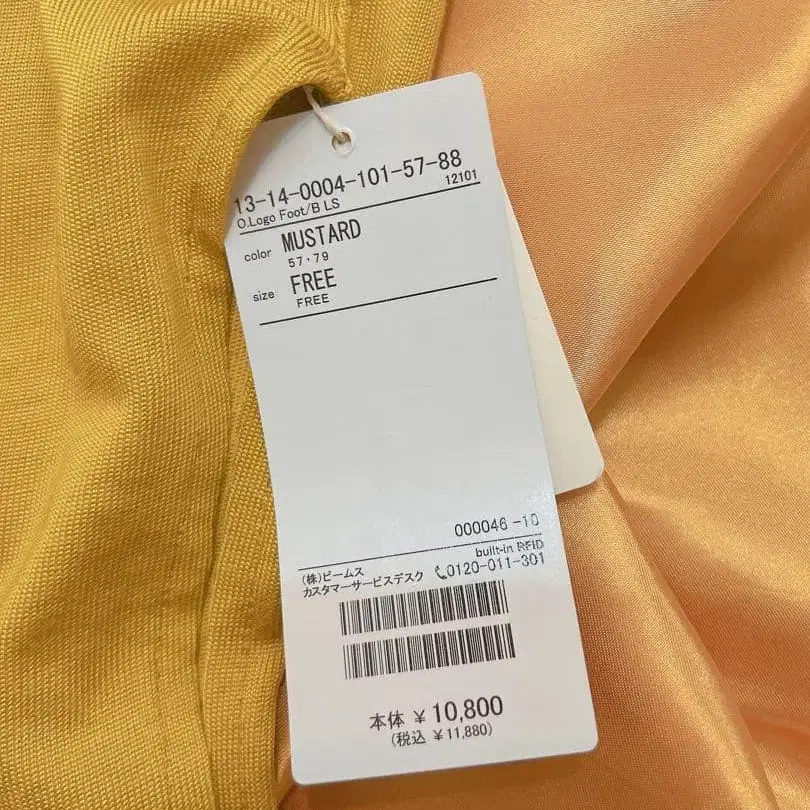 13-14-0004-101-57-88
O.Logo Foot/B LS 12101
color MUSTARD
57・79
size FREE
FREE
000046 -10
built-in RFID
(株)ビームス
カスタマーサービスデスク 0120-011-301
本体 ¥ 10,800
(税込 ¥11,880)